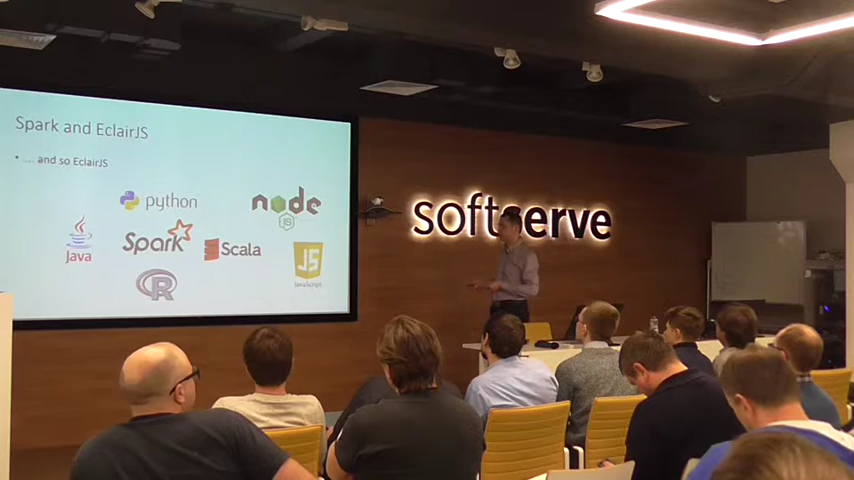 Spark and EclairJS
• .... and so EclairJS
python
node
JS
Java
Spark
Scala
JS
JavaScript
R
softserve